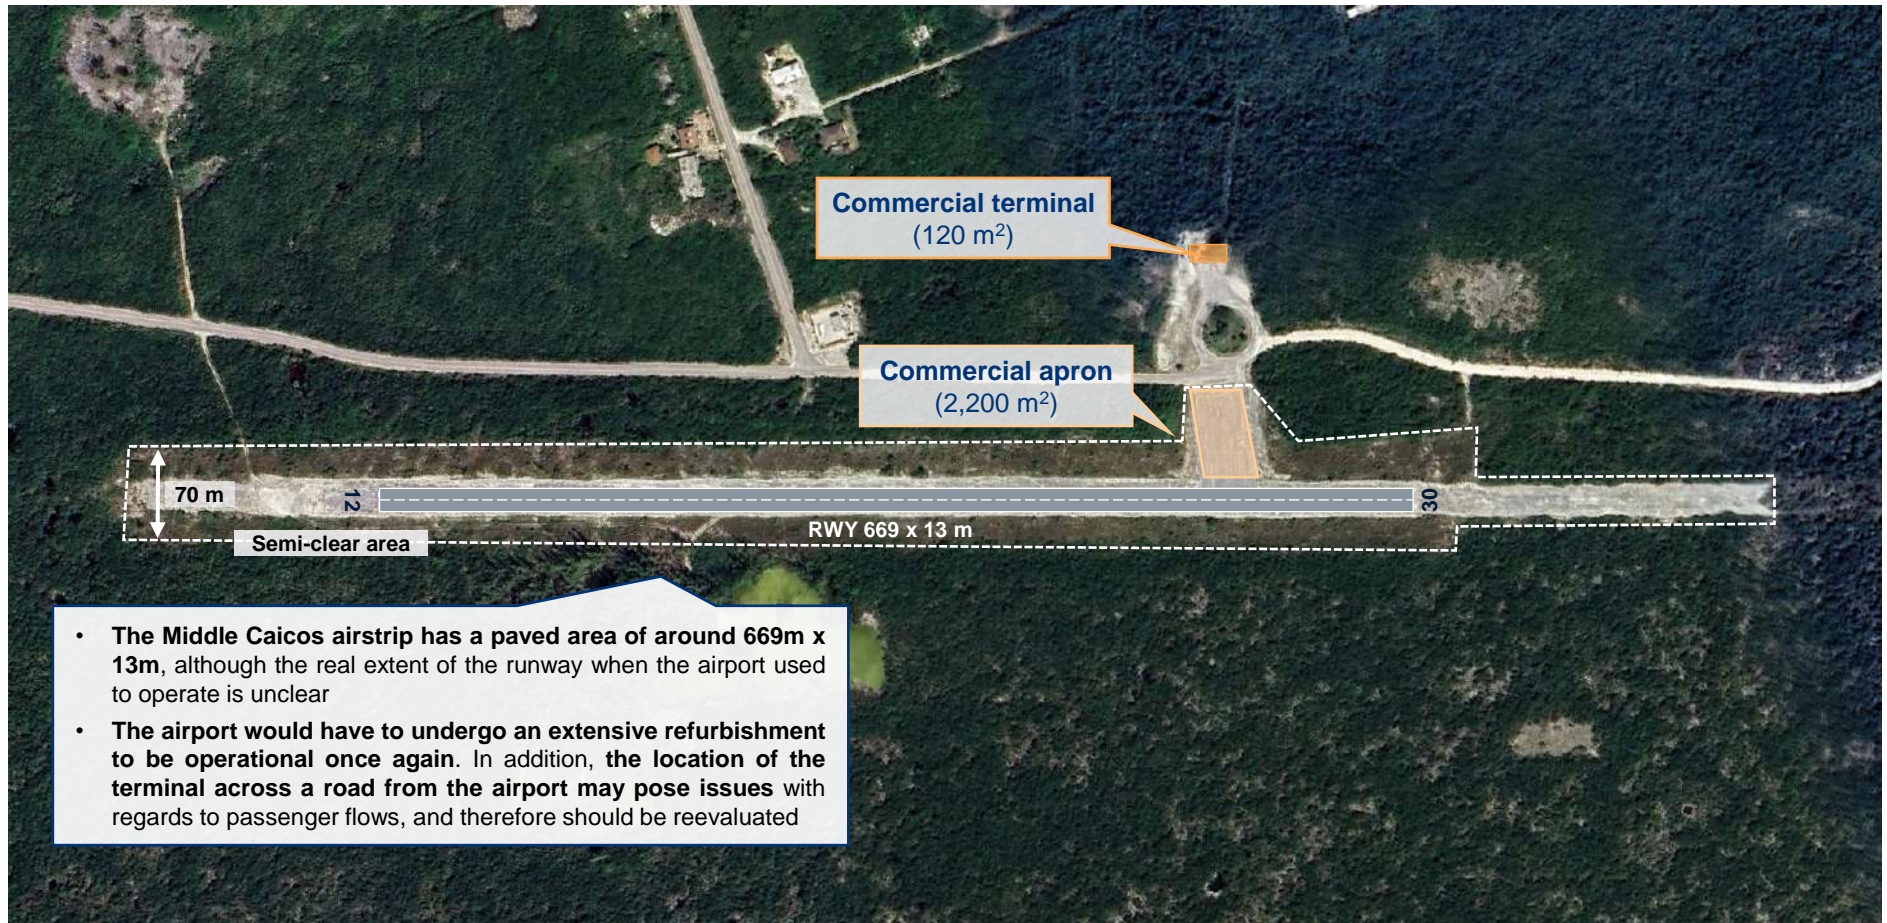 Commercial terminal
(120 m²)
Commercial apron
(2,200 m²)
70 m
12
30
RWY 669 x 13 m
Semi-clear area
• The Middle Caicos airstrip has a paved area of around 669m x
13m, although the real extent of the runway when the airport used
to operate is unclear
• The airport would have to undergo an extensive refurbishment
to be operational once again. In addition, the location of the
terminal across a road from the airport may pose issues with
regards to passenger flows, and therefore should be reevaluated